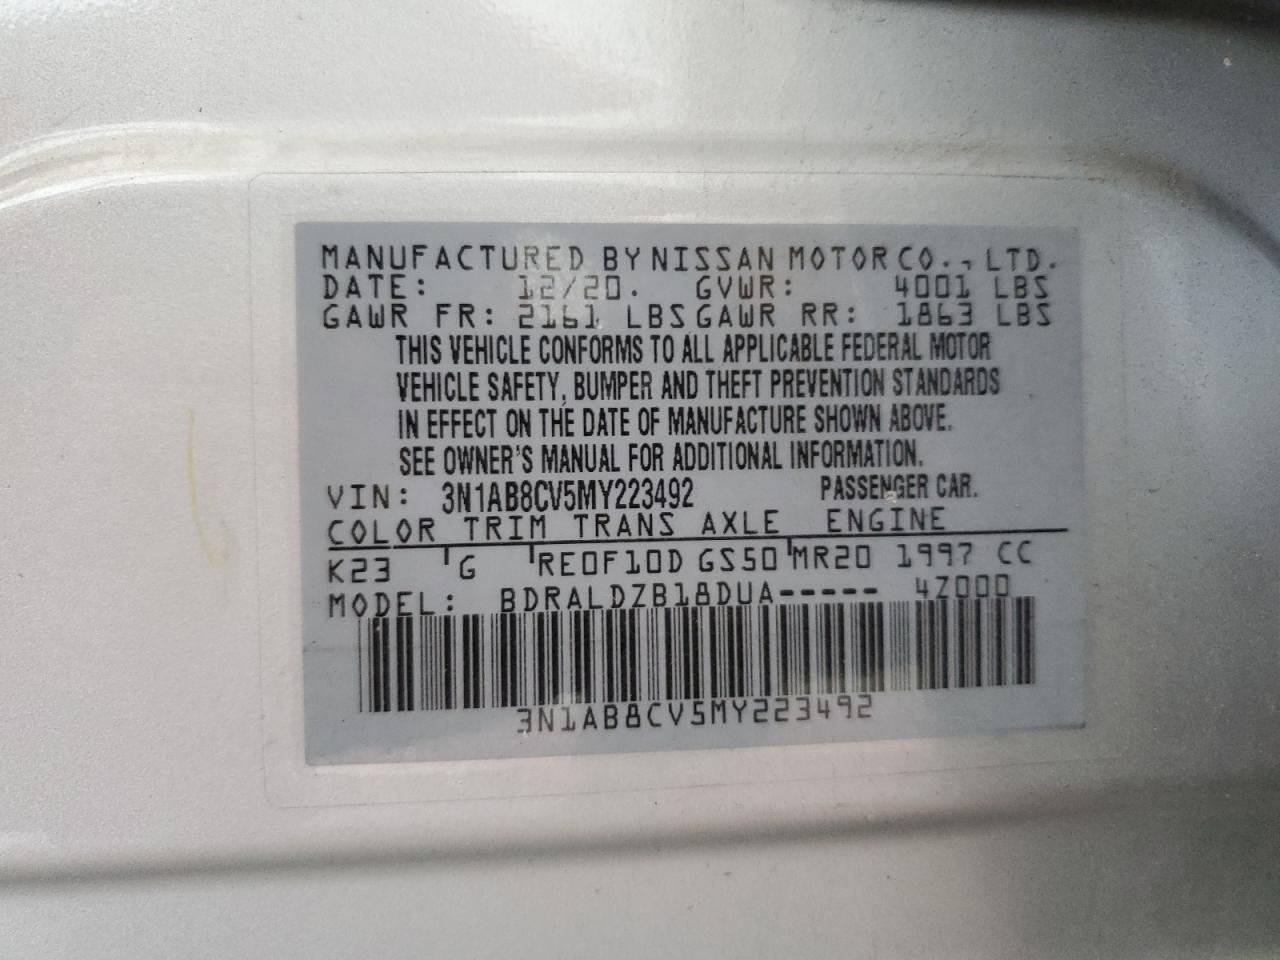 MANUFACTURED BY NISSAN MOTOR CO., LTD.
DATE: 12/20. GVWR: 4001 LBS
GAWR FR: 2161 LBS GAWR RR: 1863 LBS
THIS VEHICLE CONFORMS TO ALL APPLICABLE FEDERAL MOTOR
VEHICLE SAFETY, BUMPER AND THEFT PREVENTION STANDARDS
IN EFFECT ON THE DATE OF MANUFACTURE SHOWN ABOVE.
SEE OWNER'S MANUAL FOR ADDITIONAL INFORMATION.
VIN: 3N1AB8CV5MY223492 PASSENGER CAR.
COLOR TRIM TRANS AXLE ENGINE
K23 G RE0F10D GS50 MR20 1997 CC
MODEL: BDRALDZB18DUA----- 4Z000
3N1AB8CV5MY223492